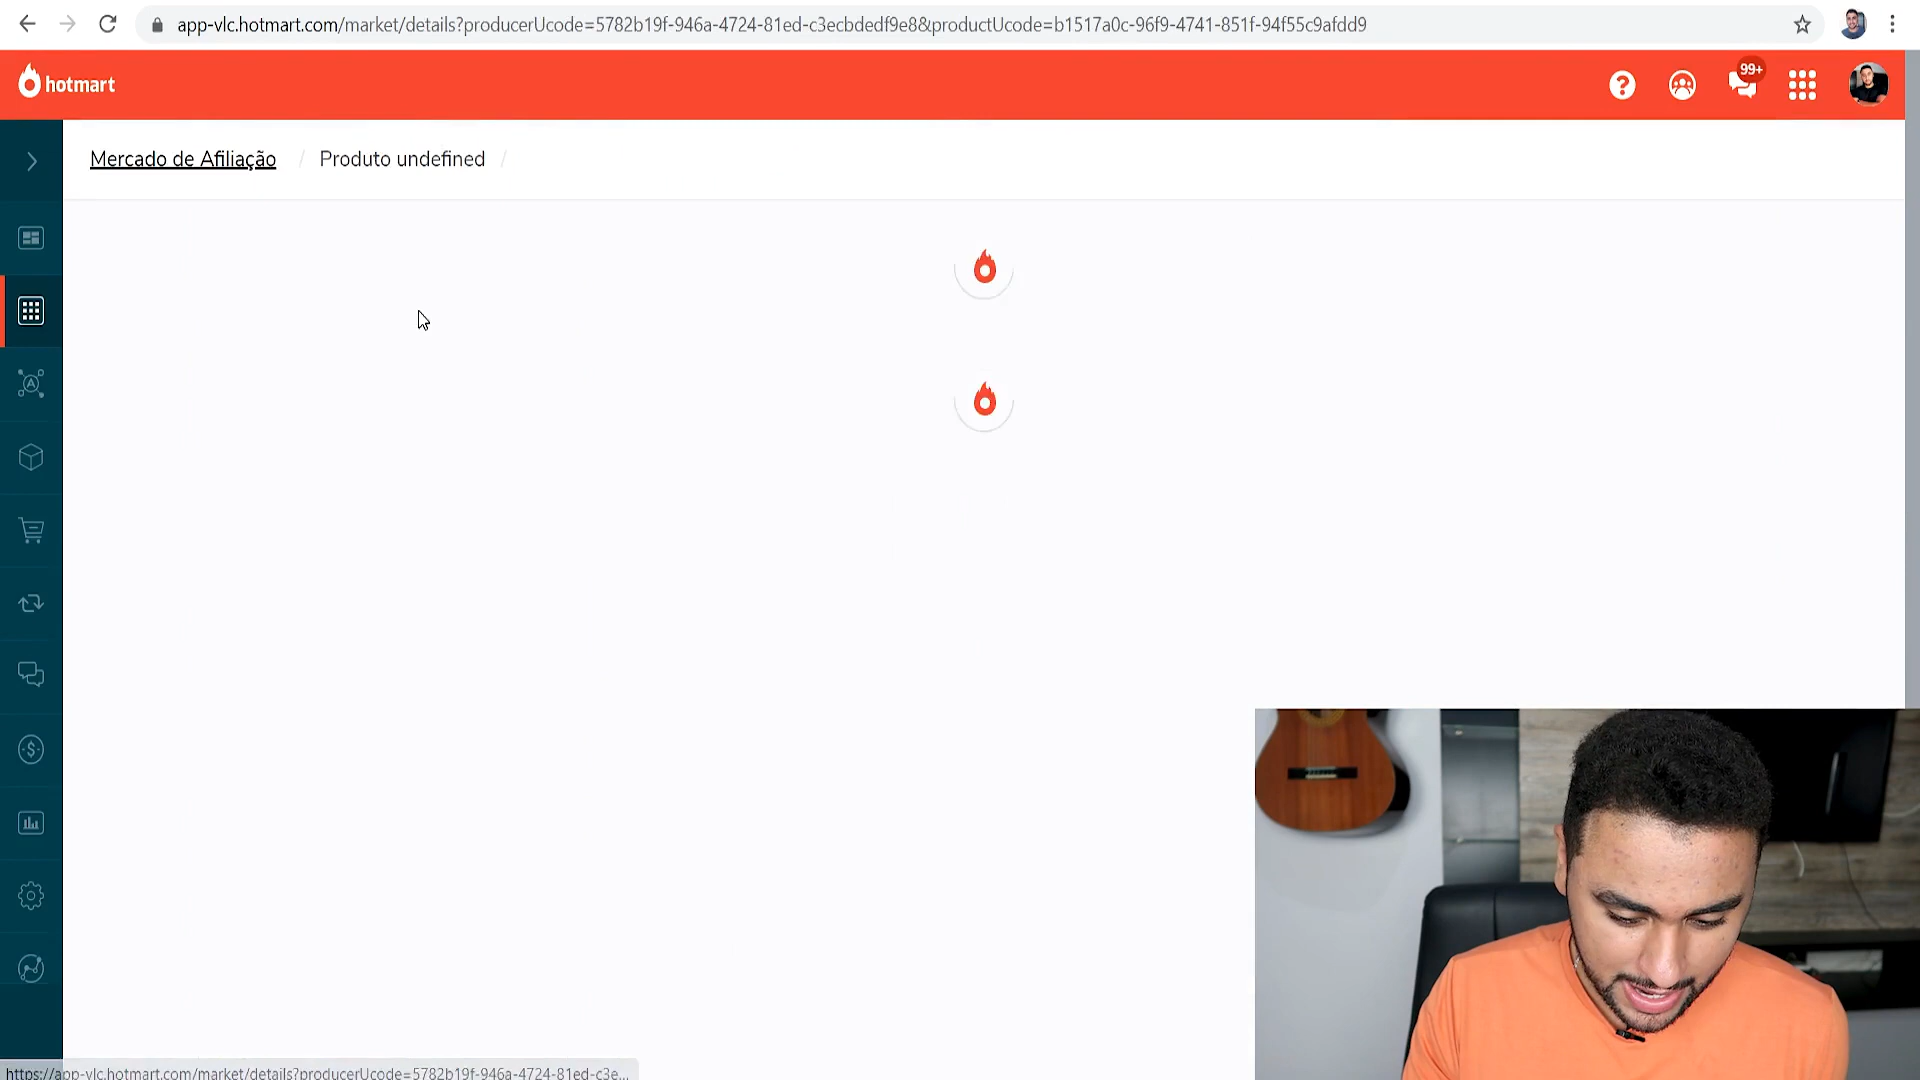 app-vlc.hotmart.com/market/details?producerUcode=5782b19f-946a-4724-81ed-c3ecbdedf9e8&productUcode=b1517a0c-96f9-4741-851f-94f55c9afdd9
hotmart
99+
Mercado de Afiliação / Produto undefined /
https://app-vlc.hotmart.com/market/details?producerUcode=5782b19f-946a-4724-81ed-c3e...